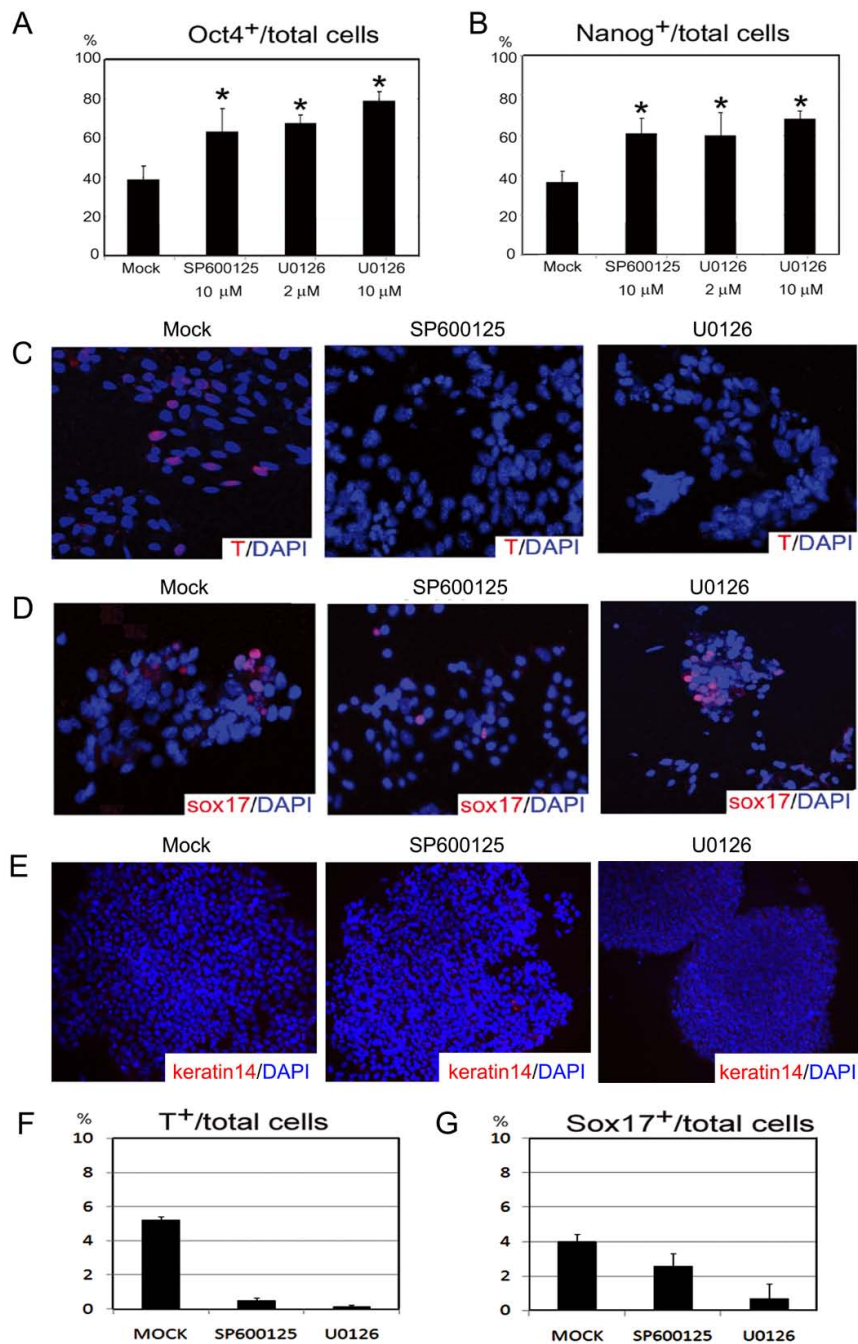 A
Oct4+/total cells
%
100
80
60
40
20
0
*
*
*
Mock
SP600125
10 μM
U0126
2 μM
U0126
10 μM
B
Nanog+/total cells
%
100
80
60
40
20
0
*
*
*
Mock
SP600125
10 μM
U0126
2 μM
U0126
10 μM
C
Mock
SP600125
U0126
T/DAPI
T/DAPI
T/DAPI
D
Mock
SP600125
U0126
sox17/DAPI
sox17/DAPI
sox17/DAPI
E
Mock
SP600125
U0126
keratin14/DAPI
keratin14/DAPI
keratin14/DAPI
F
T+/total cells
%
10
8
6
4
2
0
MOCK
SP600125
U0126
G
Sox17+/total cells
%
10
8
6
4
2
0
MOCK
SP600125
U0126